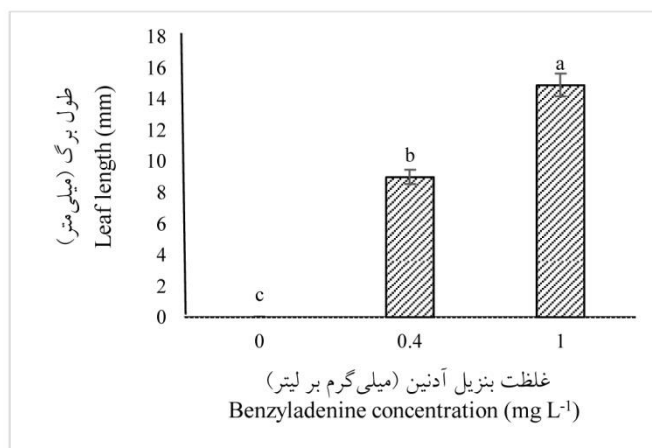 طول برگ (میلی‌متر)
Leaf length (mm)
18
16
14
12
10
8
6
4
2
0
c
b
a
0
0.4
1
غلظت بنزیل آدنین (میلی‌گرم بر لیتر)
Benzyladenine concentration (mg L⁻¹)